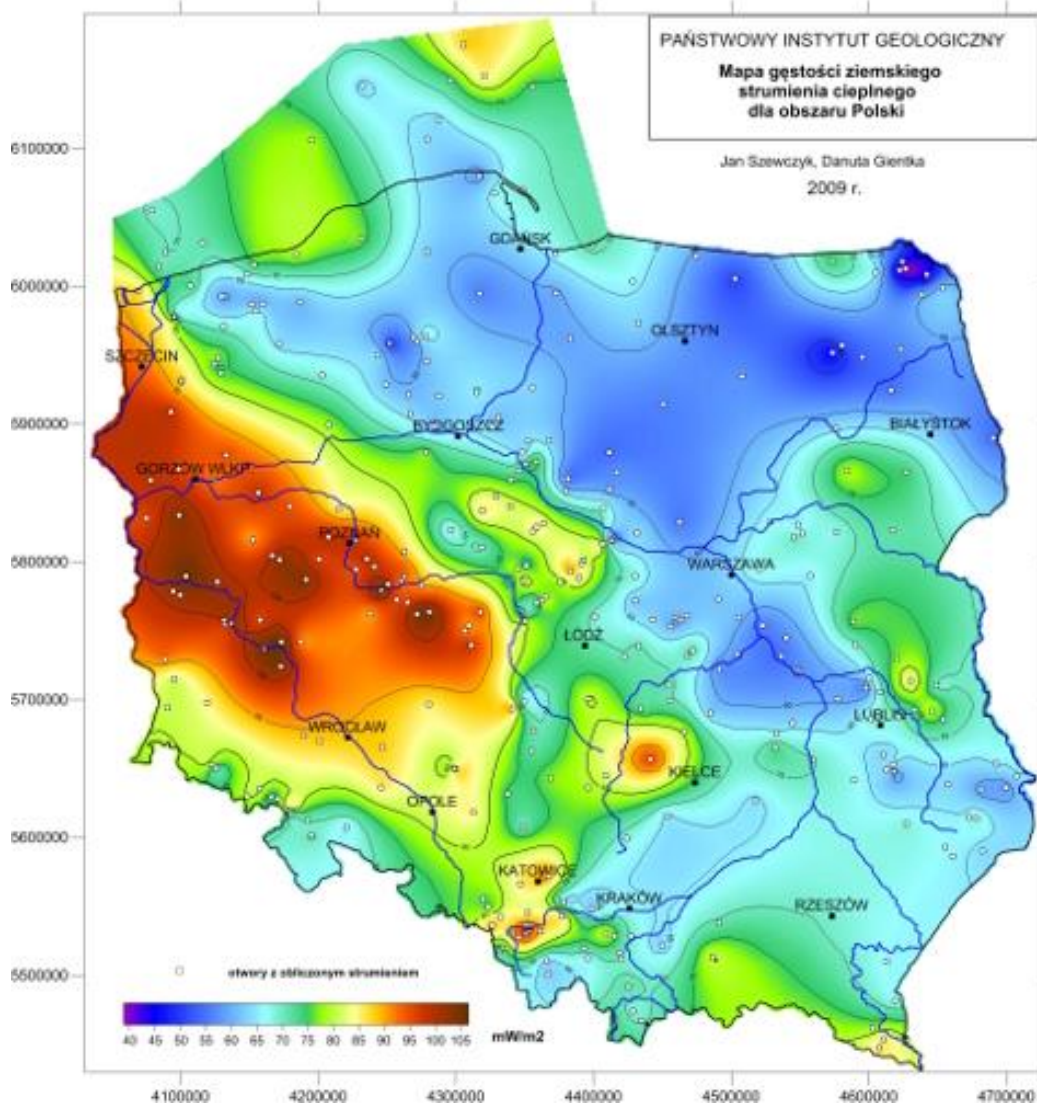 PAŃSTWOWY INSTYTUT GEOLOGICZNY
Mapa gęstości ziemskiego
strumienia cieplnego
dla obszaru Polski
Jan Szewczyk, Danuta Gientka
2009 r.
6100000
GDAŃSK
6000000
OLSZTYN
SZCZECIN
5900000
BYDGOSZCZ
BIAŁYSTOK
GORZÓW WLKP
POZNAŃ
5800000
WARSZAWA
ŁÓDŹ
5700000
WROCŁAW
LUBLIN
KIELCE
OPOLE
5600000
KATOWICE
KRAKÓW
RZESZÓW
5500000
otwory z obliczonym strumieniem
40 45 50 55 60 65 70 75 80 85 90 95 100 105 mW/m2
4100000 4200000 4300000 4400000 4500000 4600000 4700000